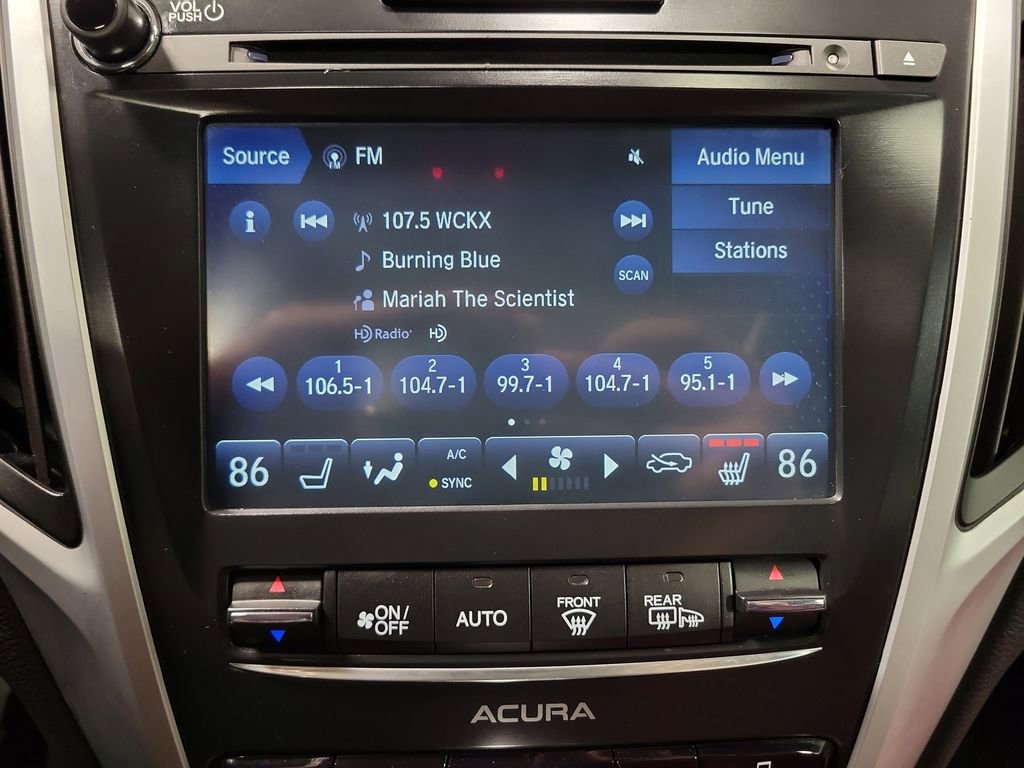 VOL
PUSH
Source
FM
FM
Audio Menu
107.5 WCKX
Tune
Burning Blue
Stations
SCAN
Mariah The Scientist
HD Radio HD
1
106.5-1
2
104.7-1
3
99.7-1
4
104.7-1
5
95.1-1
86
A/C
SYNC
86
ON/
OFF
AUTO
FRONT
REAR
ACURA